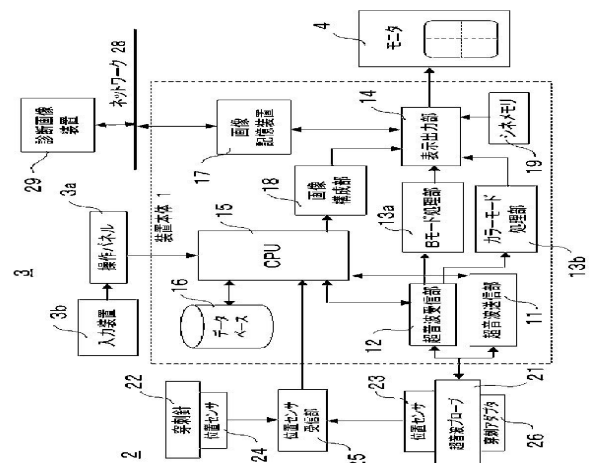 3
3b
入力装置
3a
操作パネル
29
診断画像
装置
ネットワーク 28
装置本体 1
16
データ
ベース
15
CPU
17
画像
記憶装置
18
画像
構成部
14
表示出力部
4
モニタ
13a
Bモード処理部
カラーモード
処理部
13b
19
シネメモリ
12
超音波受信部
超音波送信部
11
2
22
穿刺針
位置センサ
24
位置センサ
受信部
25
23
位置センサ
超音波プローブ
21
穿刺アダプタ
26